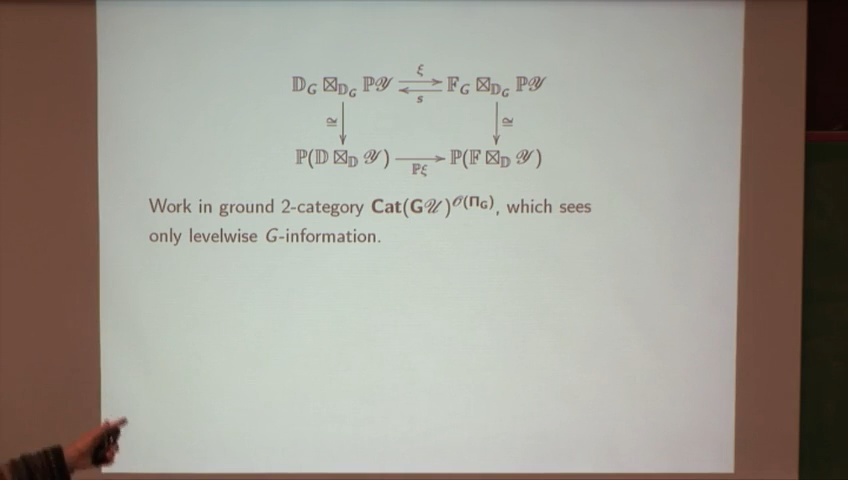 𝔻_G ⊠_{𝔻_G} ℙ𝒴 ξ s 𝔽_G ⊠_{𝔻_G} ℙ𝒴
≅ ≅
ℙ(𝔻 ⊠_𝔻 𝒴) ℙξ ℙ(𝔽 ⊠_𝔻 𝒴)
Work in ground 2-category Cat(G𝒰)^{𝒪(Π_G)}, which sees
only levelwise G-information.